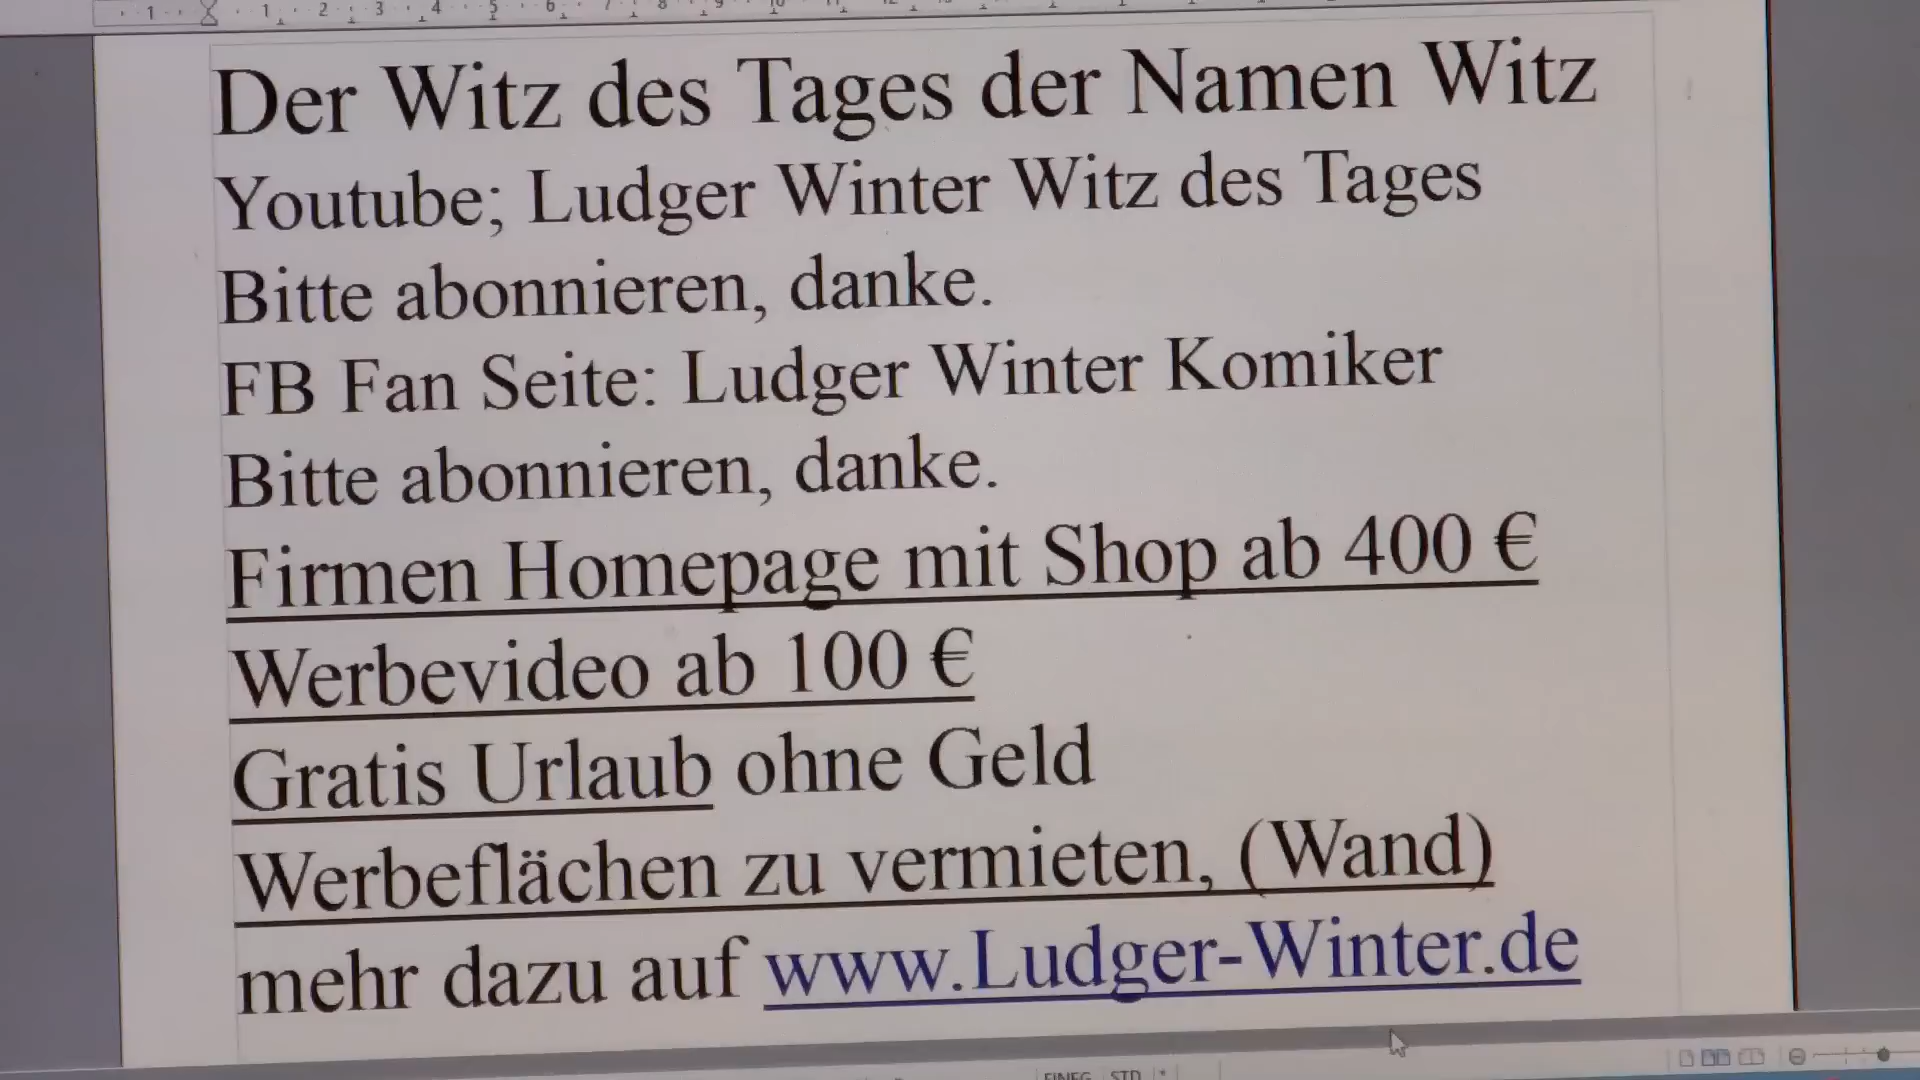 Der Witz des Tages der Namen Witz
Youtube; Ludger Winter Witz des Tages
Bitte abonnieren, danke.
FB Fan Seite: Ludger Winter Komiker
Bitte abonnieren, danke.
Firmen Homepage mit Shop ab 400 €
Werbevideo ab 100 €
Gratis Urlaub ohne Geld
Werbeflächen zu vermieten, (Wand)
mehr dazu auf www.Ludger-Winter.de
EINFG STD *